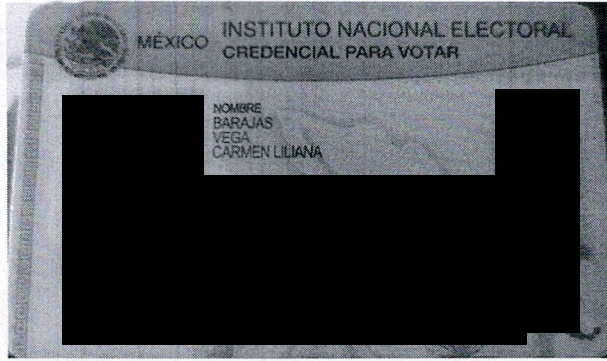 MÉXICO
INSTITUTO NACIONAL ELECTORAL
CREDENCIAL PARA VOTAR
NOMBRE
BARAJAS
VEGA
CARMEN LILIANA